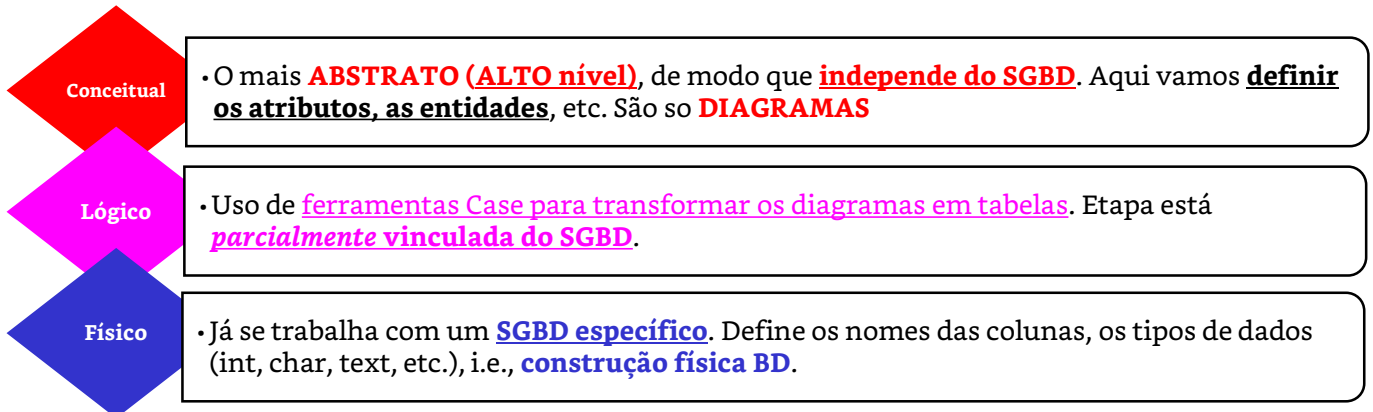 Conceitual
• O mais ABSTRATO (ALTO nível), de modo que independe do SGBD. Aqui vamos definir
os atributos, as entidades, etc. São so DIAGRAMAS
Lógico
• Uso de ferramentas Case para transformar os diagramas em tabelas. Etapa está
parcialmente vinculada do SGBD.
Físico
• Já se trabalha com um SGBD específico. Define os nomes das colunas, os tipos de dados
(int, char, text, etc.), i.e., construção física BD.